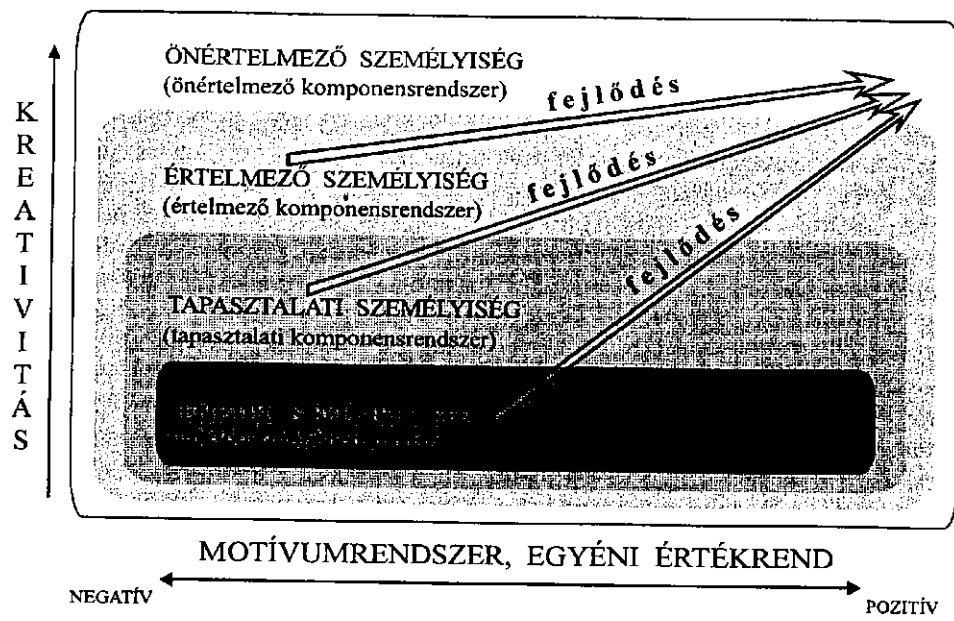 KREATIVITÁS
ÖNÉRTELMEZŐ SZEMÉLYISÉG
(önértelmező komponensrendszer)
fejlődés
ÉRTELMEZŐ SZEMÉLYISÉG
(értelmező komponensrendszer)
fejlődés
TAPASZTALATI SZEMÉLYISÉG
(tapasztalati komponensrendszer)
fejlődés
MOTÍVUMRENDSZER, EGYÉNI ÉRTÉKREND
NEGATÍV
POZITÍV